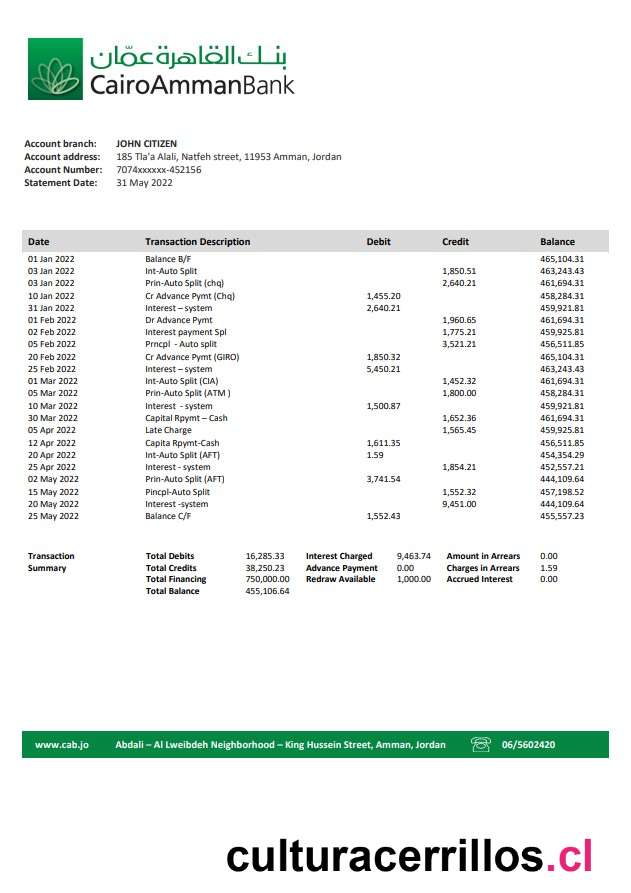 بنك القاهرة عمّان
CairoAmmanBank
Account branch: JOHN CITIZEN
Account address: 185 Tla'a Alali, Natfeh street, 11953 Amman, Jordan
Account Number: 7074xxxxxx-452156
Statement Date: 31 May 2022
Date Transaction Description Debit Credit Balance
01 Jan 2022 Balance B/F 465,104.31
03 Jan 2022 Int-Auto Split 1,850.51 463,243.43
03 Jan 2022 Prin-Auto Split (chq) 2,640.21 461,694.31
10 Jan 2022 Cr Advance Pymt (Chq) 1,455.20 458,284.31
31 Jan 2022 Interest – system 2,640.21 459,921.81
01 Feb 2022 Dr Advance Pymt 1,960.65 461,694.31
02 Feb 2022 Interest payment Spl 1,775.21 459,925.81
05 Feb 2022 Prncpl - Auto split 3,521.21 456,511.85
20 Feb 2022 Cr Advance Pymt (GIRO) 1,850.32 465,104.31
25 Feb 2022 Interest – system 5,450.21 463,243.43
01 Mar 2022 Int-Auto Split (CIA) 1,452.32 461,694.31
05 Mar 2022 Prin-Auto Split (ATM ) 1,800.00 458,284.31
10 Mar 2022 Interest - system 1,500.87 459,921.81
30 Mar 2022 Capital Rpymt – Cash 1,652.36 461,694.31
05 Apr 2022 Late Charge 1,565.45 459,925.81
12 Apr 2022 Capita Rpymt-Cash 1,611.35 456,511.85
20 Apr 2022 Int-Auto Split (AFT) 1.59 454,354.29
25 Apr 2022 Interest - system 1,854.21 452,557.21
02 May 2022 Prin-Auto Split (AFT) 3,741.54 444,109.64
15 May 2022 Pincpl-Auto Split 1,552.32 457,198.52
20 May 2022 Interest -system 9,451.00 444,109.64
25 May 2022 Balance C/F 1,552.43 455,557.23
Transaction Total Debits 16,285.33 Interest Charged 9,463.74 Amount in Arrears 0.00
Summary Total Credits 38,250.23 Advance Payment 0.00 Charges in Arrears 1.59
Total Financing 750,000.00 Redraw Available 1,000.00 Accrued Interest 0.00
Total Balance 455,106.64
www.cab.jo Abdali – Al Lweibdeh Neighborhood – King Hussein Street, Amman, Jordan 06/5602420
culturacerrillos.cl